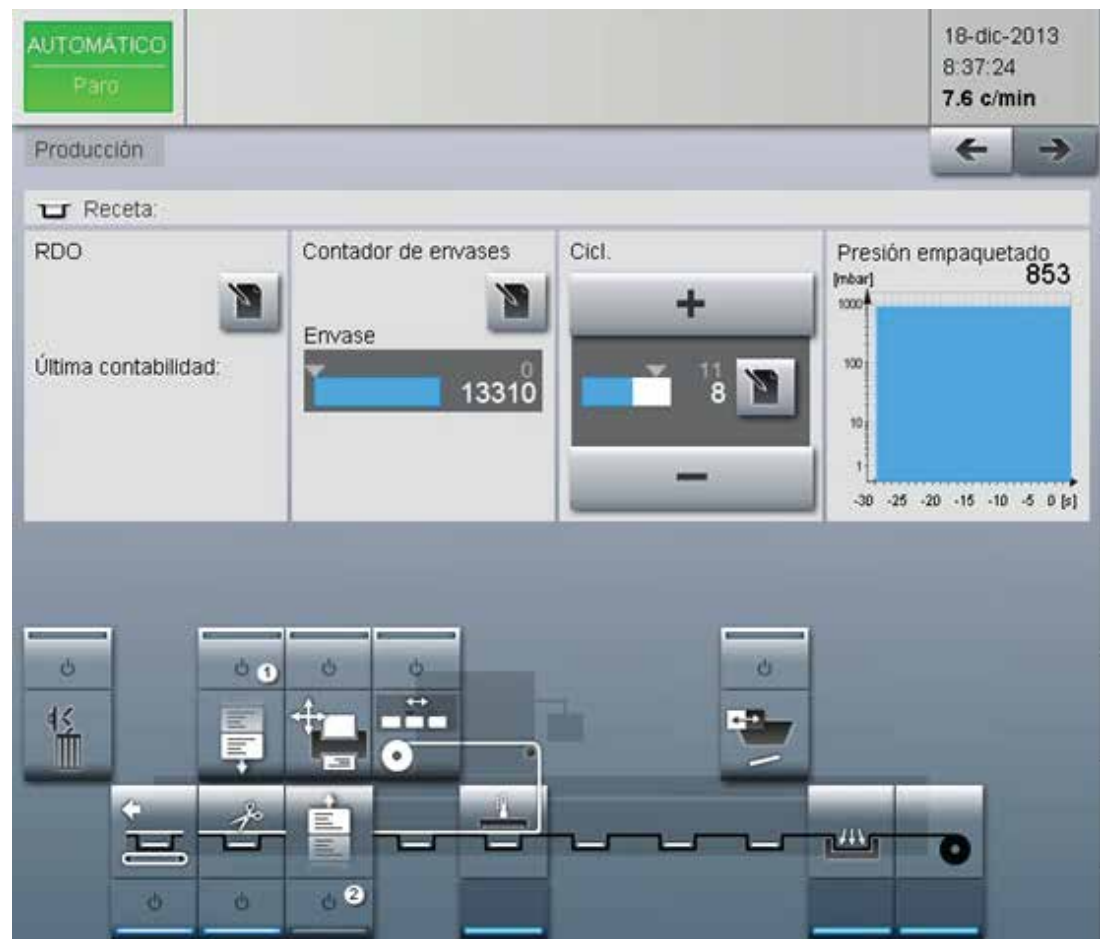 AUTOMÁTICO
Paro
18-dic-2013
8:37:24
7.6 c/min
Producción
Receta:
RDO
Última contabilidad:
Contador de envases
Envase
0
13310
Cicl.
11
8
Presión empaquetado
[mbar]
853
1000
100
10
1
-30 -25 -20 -15 -10 -5 0 [s]
1
2